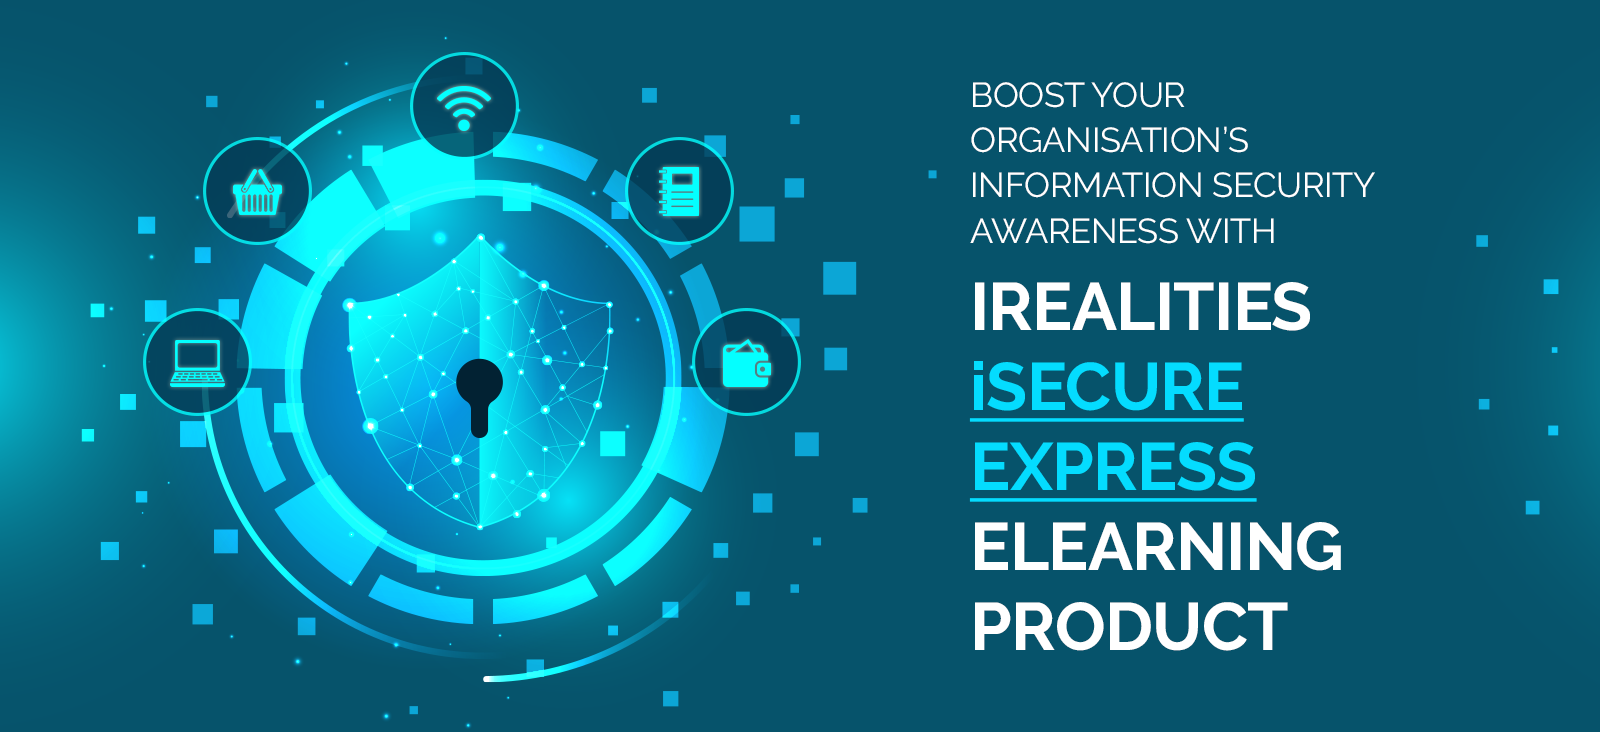 BOOST YOUR
ORGANISATION’S
INFORMATION SECURITY
AWARENESS WITH
IREALITIES
iSECURE
EXPRESS
ELEARNING
PRODUCT